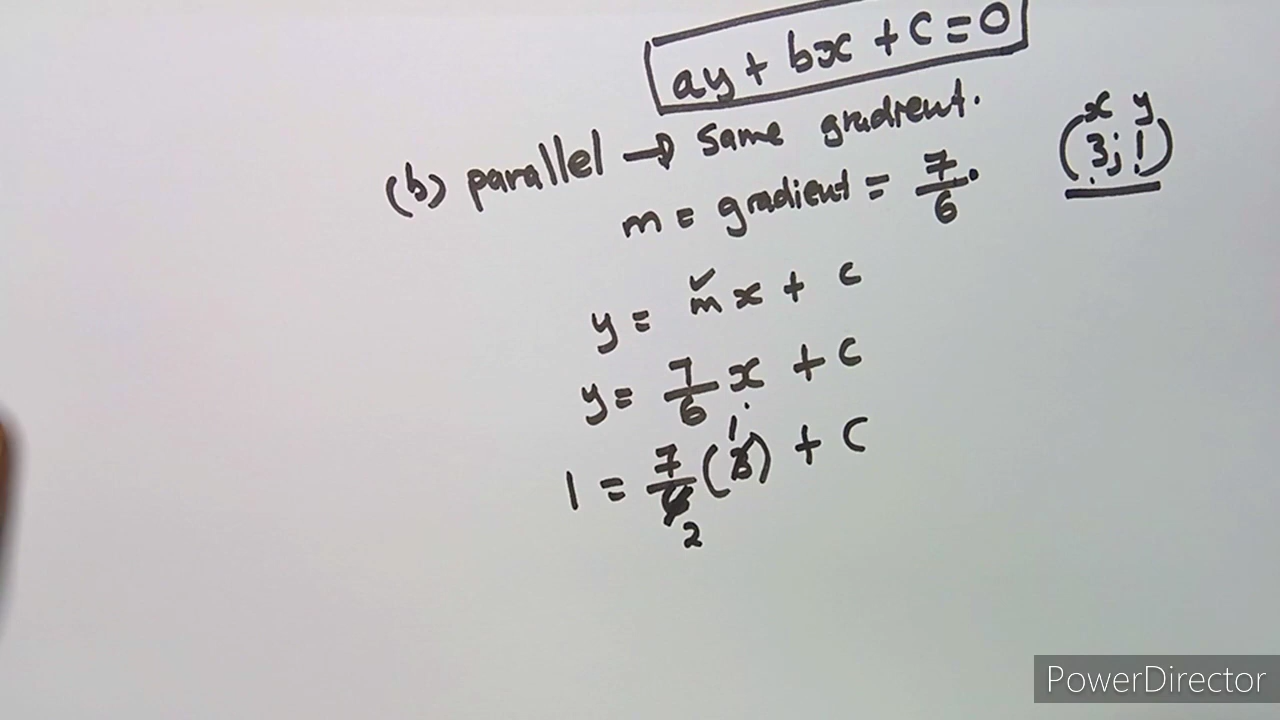 ay + bx + c = 0
(b) parallel → same gradient.
m = gradient = 7/6.
x y
(3; 1)
y = mx + c
y = 7/6 x + c
1 = 7/6 (3) + c
1
2
PowerDirector